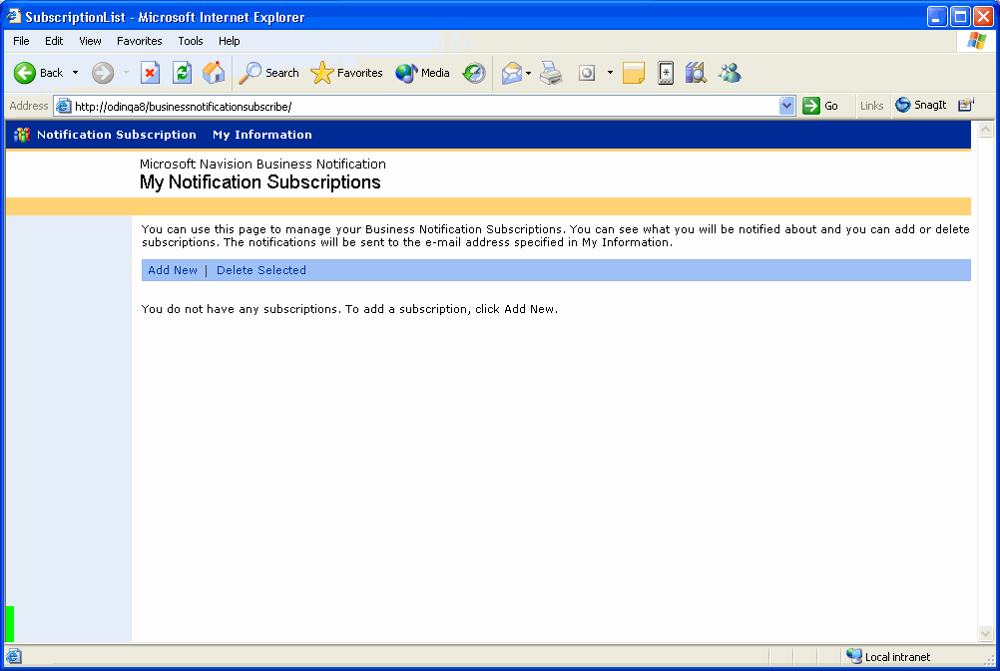 SubscriptionList - Microsoft Internet Explorer
File Edit View Favorites Tools Help
Back Search Favorites Media
Address http://odinqa8/businessnotificationsubscribe/ Go Links SnagIt
Notification Subscription My Information
Microsoft Navision Business Notification
My Notification Subscriptions
You can use this page to manage your Business Notification Subscriptions. You can see what you will be notified about and you can add or delete
subscriptions. The notifications will be sent to the e-mail address specified in My Information.
Add New | Delete Selected
You do not have any subscriptions. To add a subscription, click Add New.
Local intranet